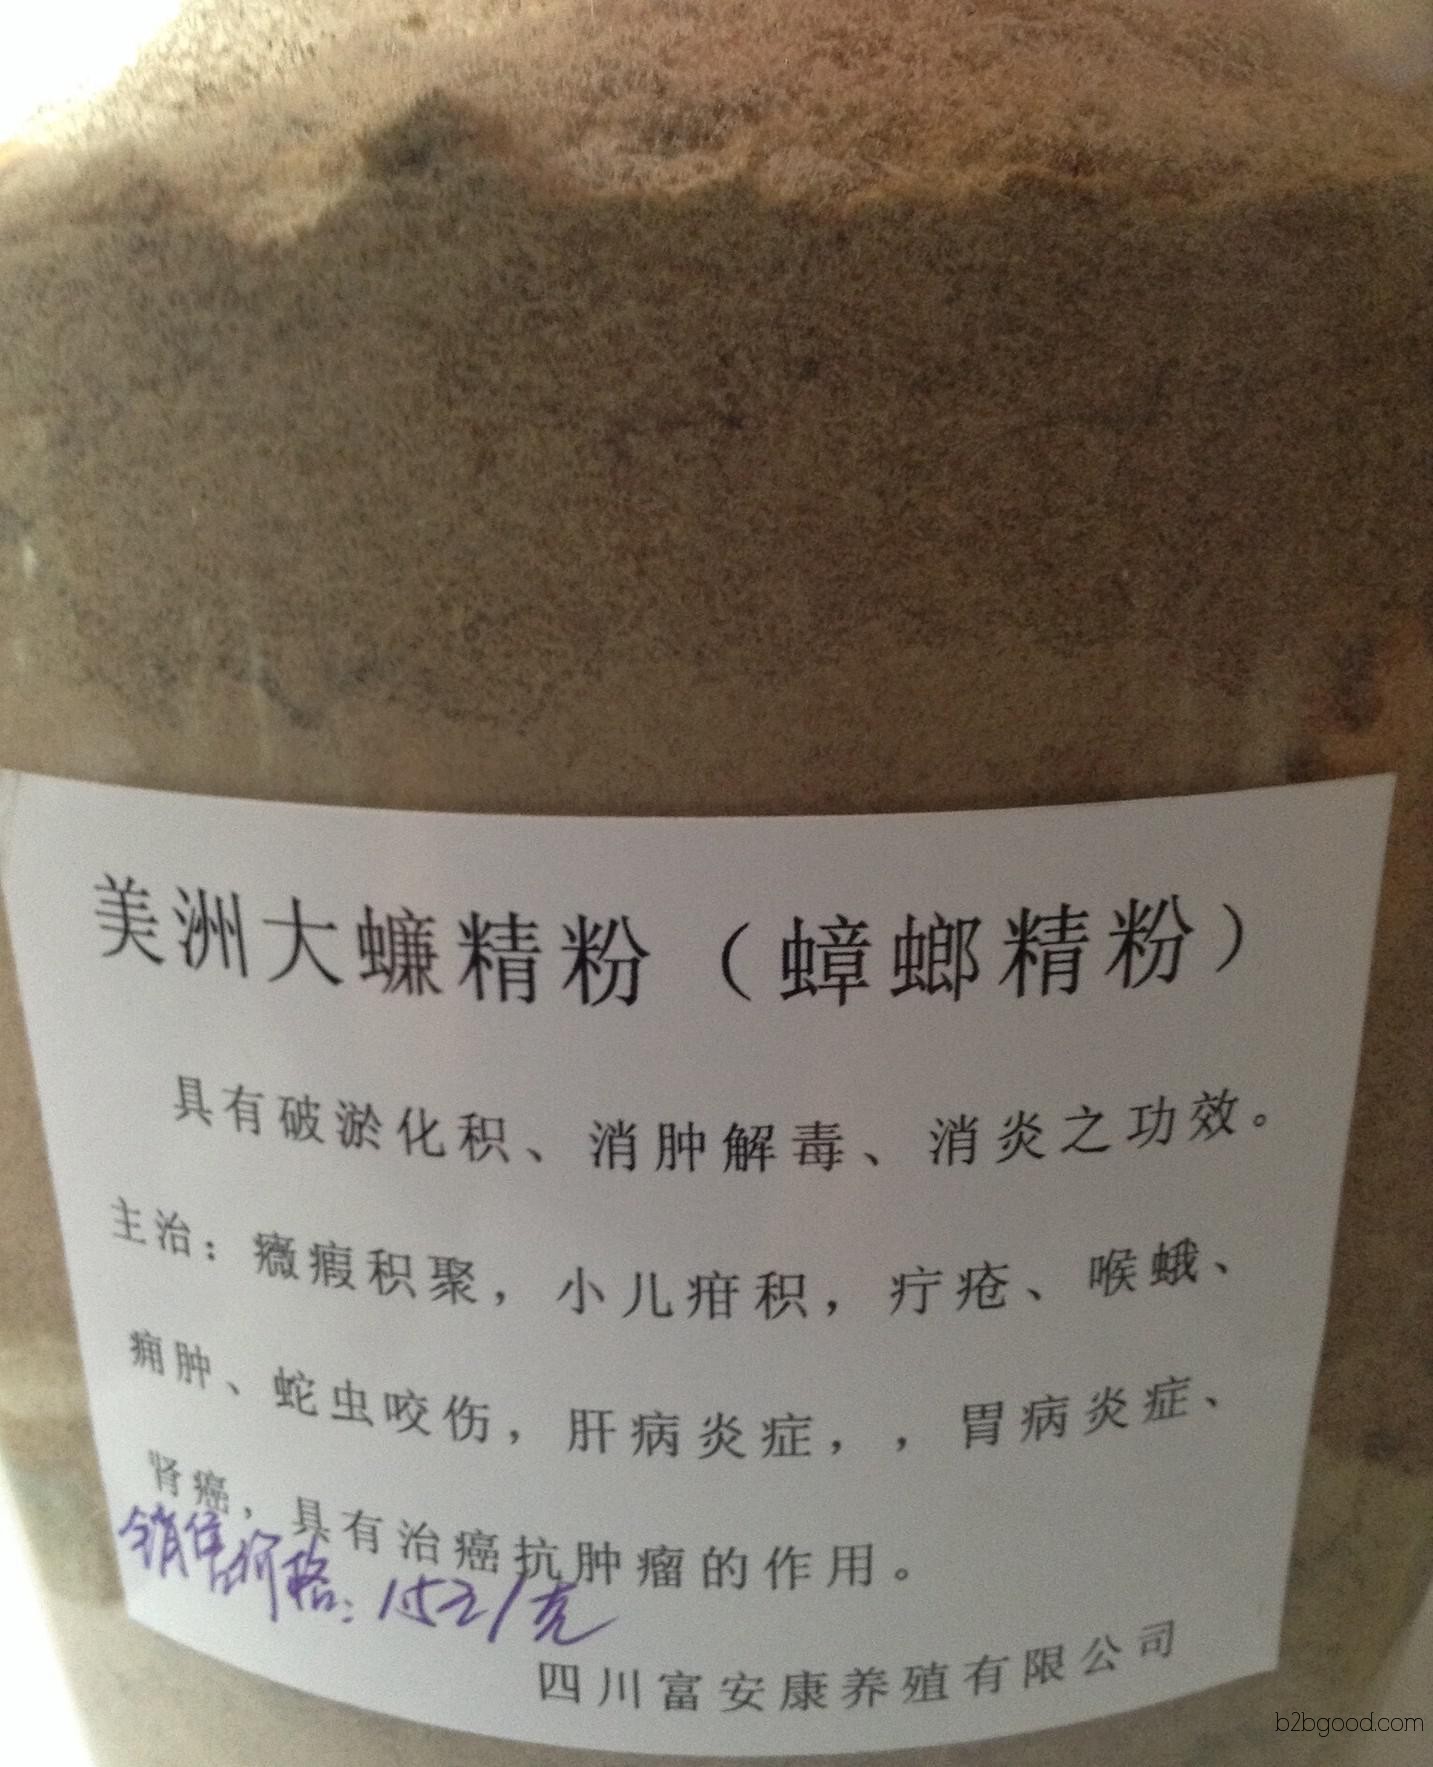 美洲大蠊精粉（蟑螂精粉）
具有破淤化积、消肿解毒、消炎之功效。
主治：癥瘕积聚，小儿疳积，疔疮、喉蛾、
痈肿、蛇虫咬伤，肝病炎症，，胃病炎症、
肾癌，具有治癌抗肿瘤的作用。
销售价格：15元/克
四川富安康养殖有限公司
b2bgood.com